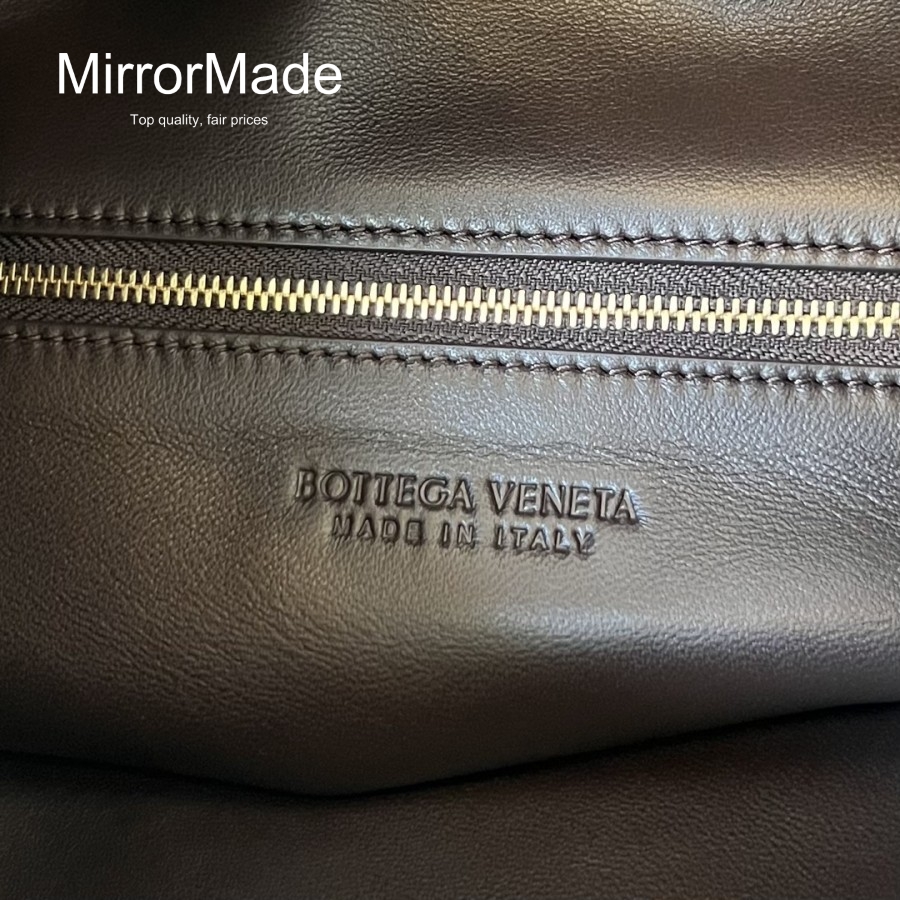 MirrorMade
Top quality, fair prices
BOTTEGA VENETA
MADE IN ITALY